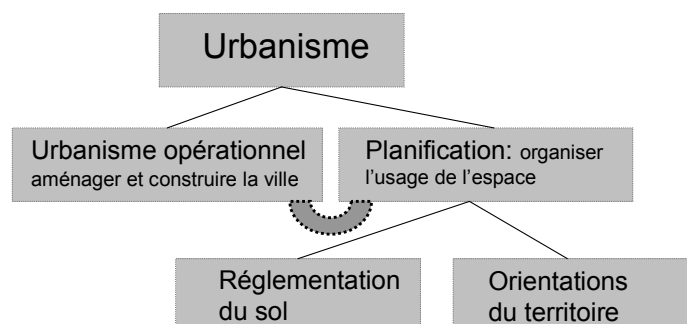 Urbanisme
Urbanisme opérationnel
aménager et construire la ville
Planification: organiser
l'usage de l'espace
Réglementation
du sol
Orientations
du territoire